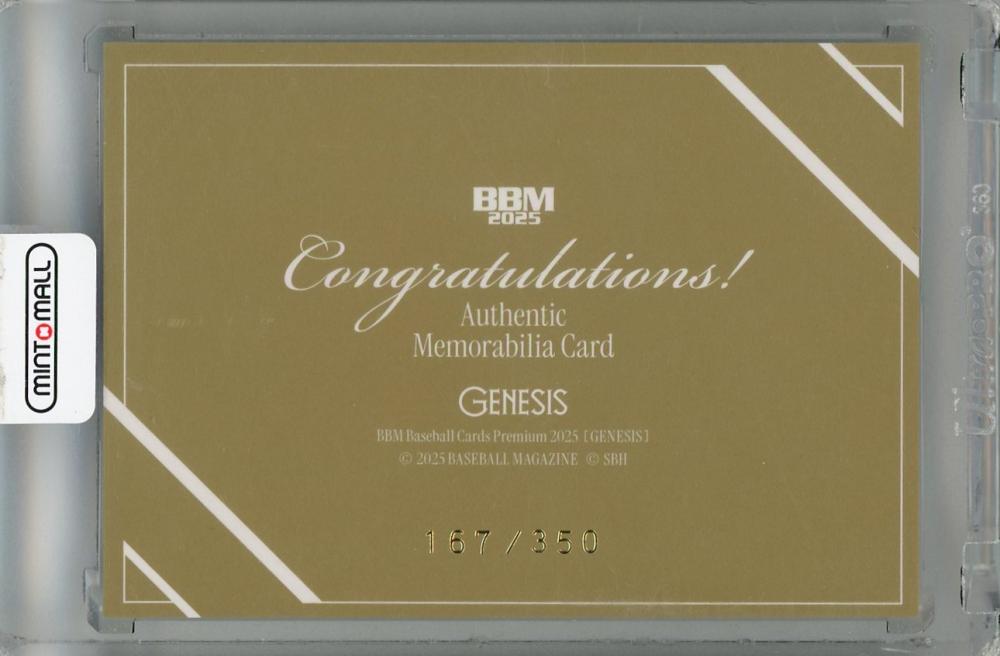 BBM
2025
Congratulations!
Authentic
Memorabilia Card
GENESIS
BBM Baseball Cards Premium 2025 [GENESIS]
© 2025 BASEBALL MAGAZINE © SBH
167/350
MINT MALL